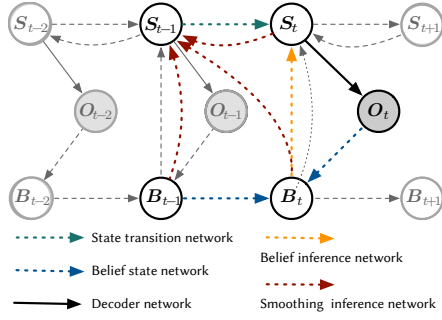 S_{t-2} S_{t-1} S_t S_{t+1}
O_{t-2} O_{t-1} O_t
B_{t-2} B_{t-1} B_t B_{t+1}
State transition network
Belief inference network
Belief state network
Decoder network
Smoothing inference network